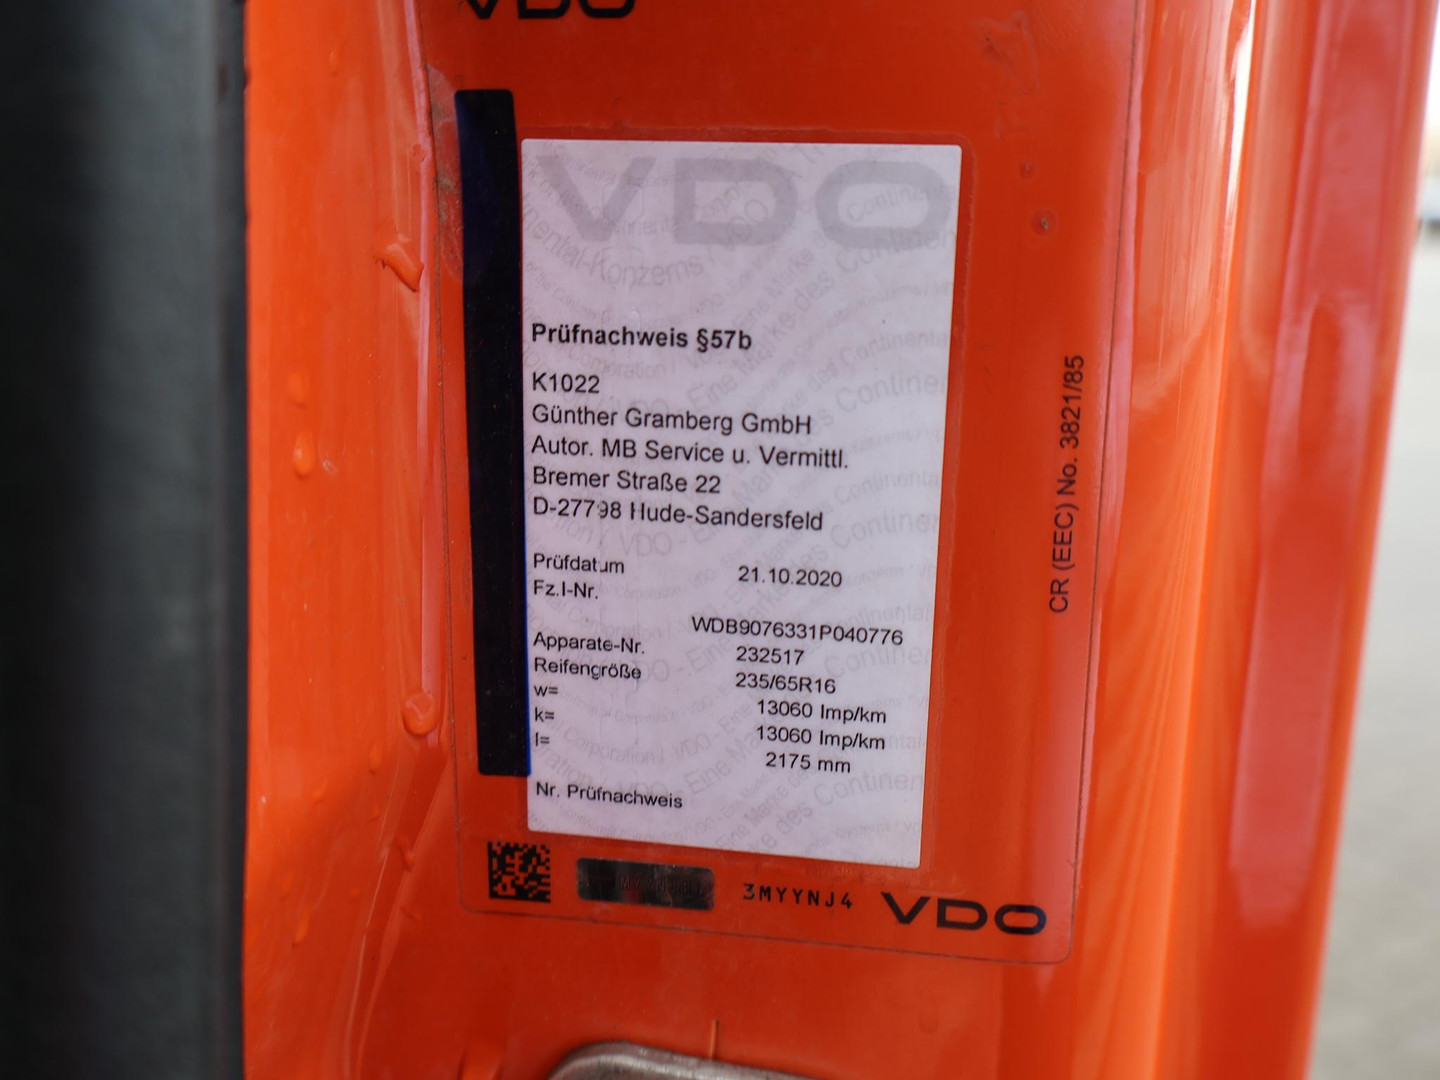 VDO
VDO
Prüfnachweis §57b
K1022
Günther Gramberg GmbH
Autor. MB Service u. Vermittl.
Bremer Straße 22
D-27798 Hude-Sandersfeld
Prüfdatum 21.10.2020
Fz.I-Nr.
WDB9076331P040776
Apparate-Nr. 232517
Reifengröße 235/65R16
w= 13060 Imp/km
k= 13060 Imp/km
l= 2175 mm
Nr. Prüfnachweis
3MYYNJ4 VDO
CR (EEC) No. 3821/85